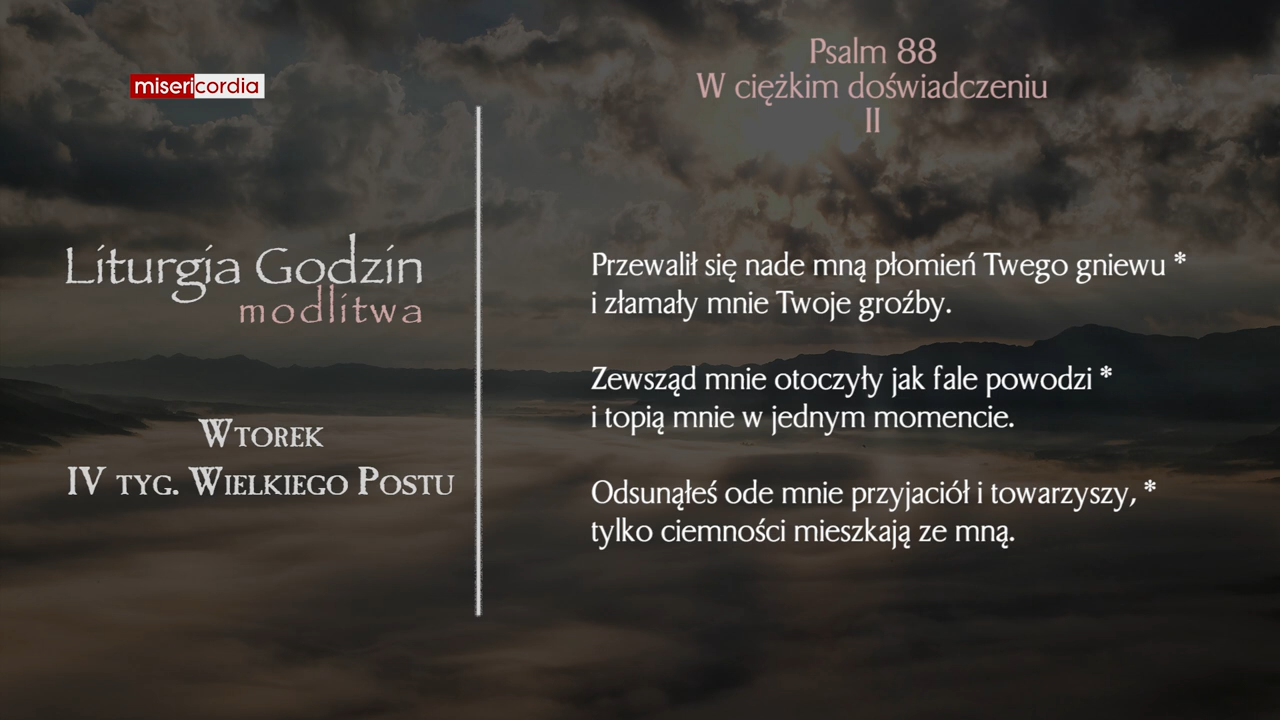 misericordia
Liturgia Godzin
modlitwa
Wtorek
IV tyg. Wielkiego Postu
Psalm 88
W ciężkim doświadczeniu
II
Przewalił się nade mną płomień Twego gniewu *
i złamały mnie Twoje groźby.
Zewsząd mnie otoczyły jak fale powodzi *
i topią mnie w jednym momencie.
Odsunąłeś ode mnie przyjaciół i towarzyszy, *
tylko ciemności mieszkają ze mną.